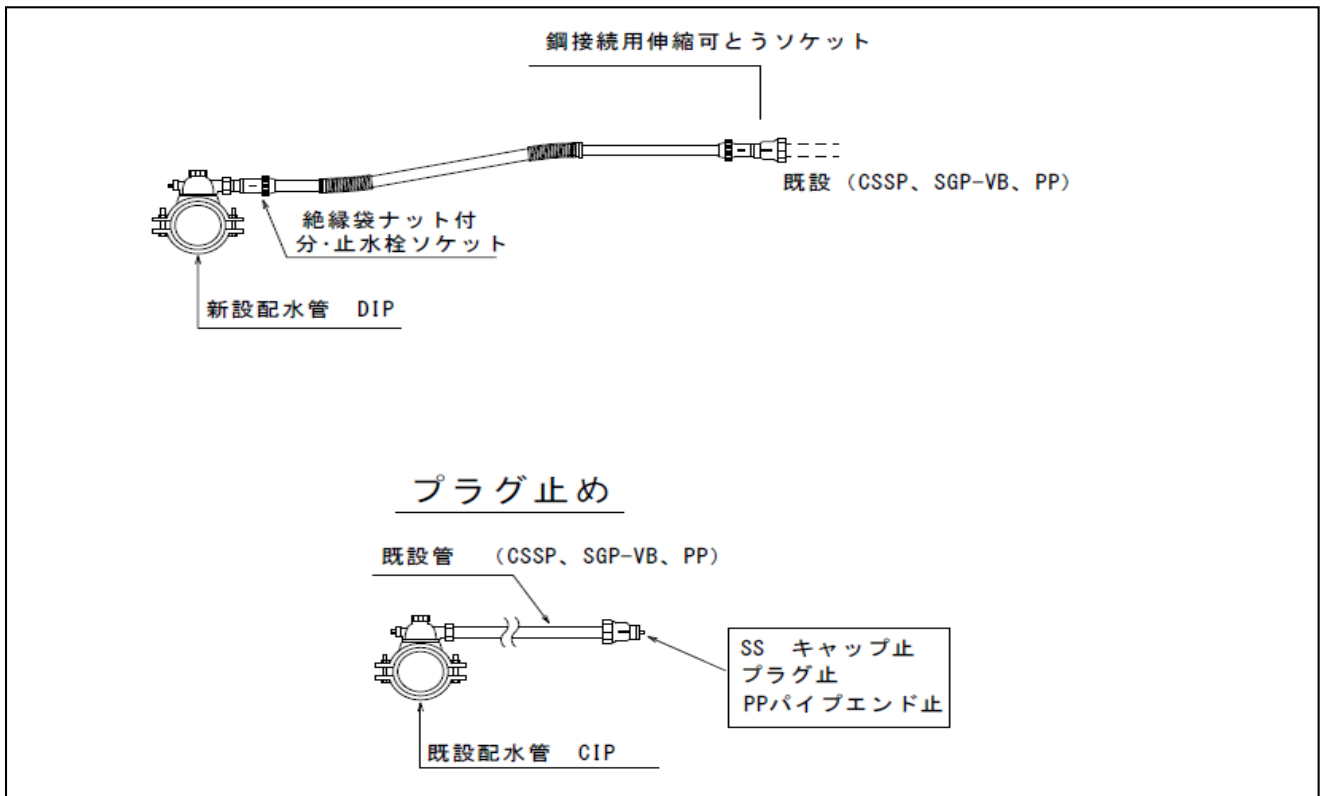 鋼接続用伸縮可とうソケット
既設（CSSP、SGP-VB、PP）
絶縁袋ナット付
分・止水栓ソケット
新設配水管　DIP
プラグ止め
既設管　（CSSP、SGP-VB、PP）
SS　キャップ止
プラグ止
PPパイプエンド止
既設配水管　CIP